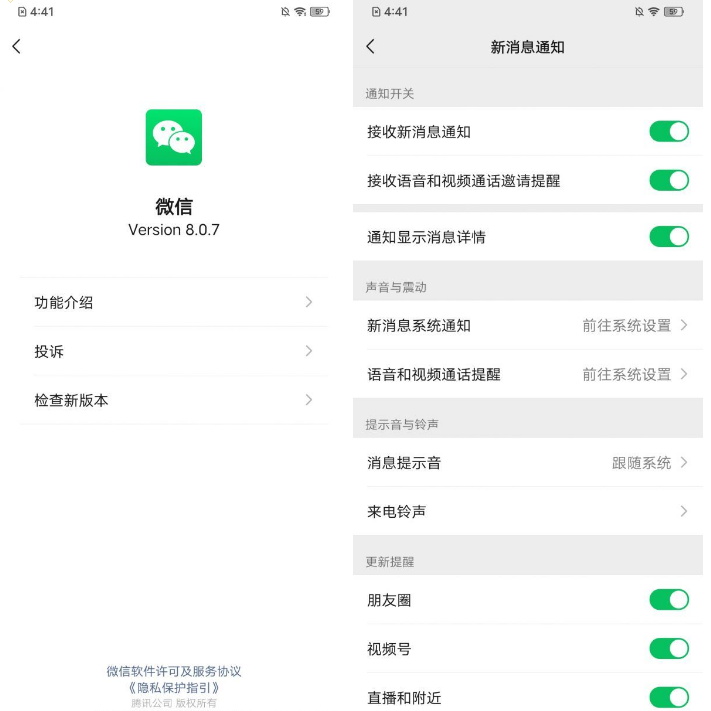 4:41
59
微信
Version 8.0.7
功能介绍
投诉
检查新版本
微信软件许可及服务协议
《隐私保护指引》
腾讯公司 版权所有
4:41
59
新消息通知
通知开关
接收新消息通知
接收语音和视频通话邀请提醒
通知显示消息详情
声音与震动
新消息系统通知 前往系统设置
语音和视频通话提醒 前往系统设置
提示音与铃声
消息提示音 跟随系统
来电铃声
更新提醒
朋友圈
视频号
直播和附近